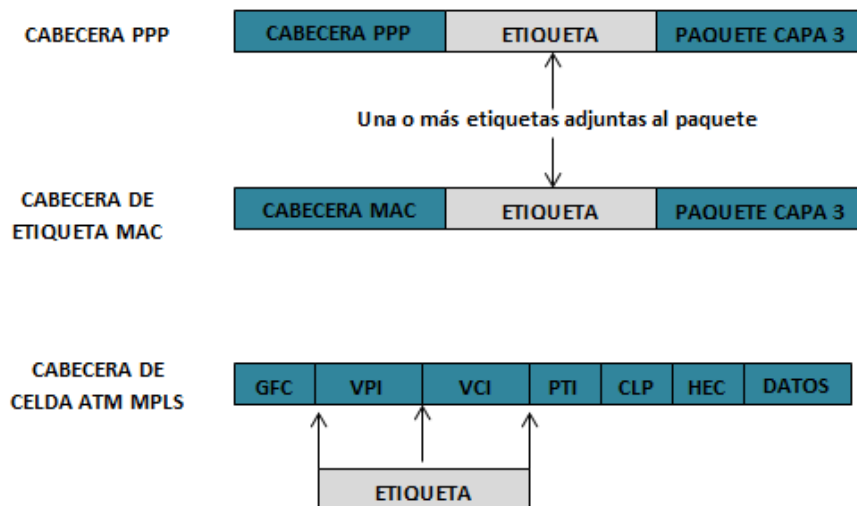 CABECERA PPP
CABECERA PPP ETIQUETA PAQUETE CAPA 3
Una o más etiquetas adjuntas al paquete
CABECERA DE
ETIQUETA MAC
CABECERA MAC ETIQUETA PAQUETE CAPA 3
CABECERA DE
CELDA ATM MPLS
GFC VPI VCI PTI CLP HEC DATOS
ETIQUETA